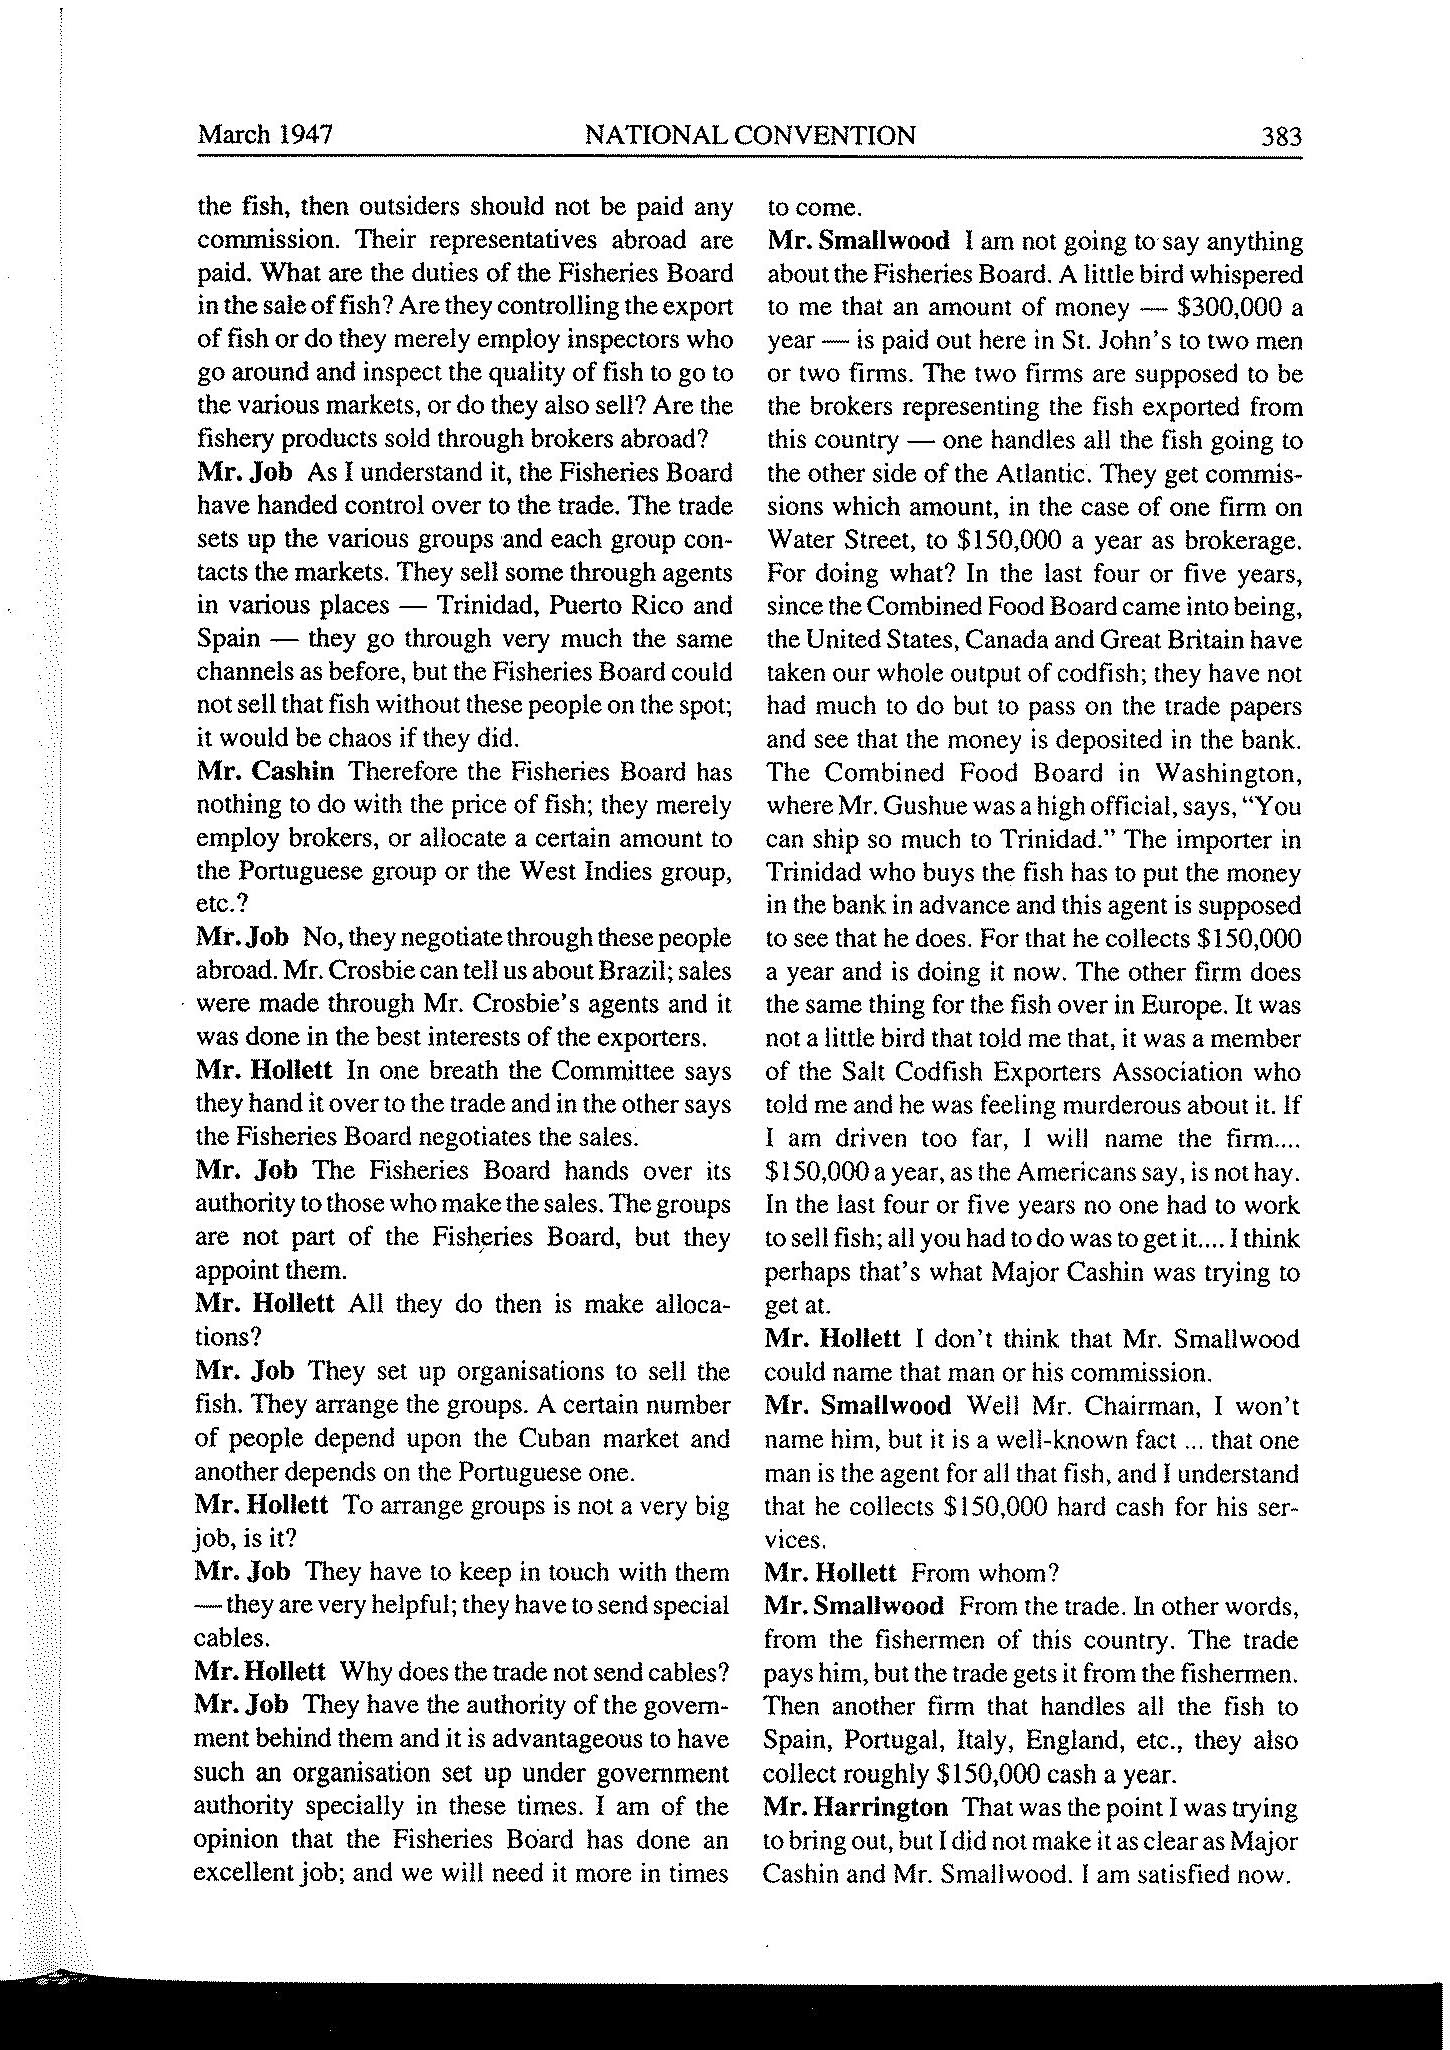 March 1947
NATIONAL CONVENTION
383
the fish, then outsiders should not be paid any
commission. Their representatives abroad are
paid. What are the duties of the Fisheries Board
in the sale of fish? Are they controlling the export
of fish or do they merely employ inspectors who
go around and inspect the quality of fish to go to
the various markets, or do they also sell? Are the
fishery products sold through brokers abroad?
Mr. Job As I understand it, the Fisheries Board
have handed control over to the trade. The trade
sets up the various groups and each group con-
tacts the markets. They sell some through agents
in various places — Trinidad, Puerto Rico and
Spain — they go through very much the same
channels as before, but the Fisheries Board could
not sell that fish without these people on the spot;
it would be chaos if they did.
Mr. Cashin Therefore the Fisheries Board has
nothing to do with the price of fish; they merely
employ brokers, or allocate a certain amount to
the Portuguese group or the West Indies group,
etc.?
Mr. Job No, they negotiate through these people
abroad. Mr. Crosbie can tell us about Brazil; sales
were made through Mr. Crosbie's agents and it
was done in the best interests of the exporters.
Mr. Hollett In one breath the Committee says
they hand it over to the trade and in the other says
the Fisheries Board negotiates the sales.
Mr. Job The Fisheries Board hands over its
authority to those who make the sales. The groups
are not part of the Fisheries Board, but they
appoint them.
Mr. Hollett All they do then is make alloca-
tions?
Mr. Job They set up organisations to sell the
fish. They arrange the groups. A certain number
of people depend upon the Cuban market and
another depends on the Portuguese one.
Mr. Hollett To arrange groups is not a very big
job, is it?
Mr. Job They have to keep in touch with them
— they are very helpful; they have to send special
cables.
Mr. Hollett Why does the trade not send cables?
Mr. Job They have the authority of the govern-
ment behind them and it is advantageous to have
such an organisation set up under government
authority specially in these times. I am of the
opinion that the Fisheries Board has done an
excellent job; and we will need it more in times
to come.
Mr. Smallwood I am not going to say anything
about the Fisheries Board. A little bird whispered
to me that an amount of money — $300,000 a
year — is paid out here in St. John's to two men
or two firms. The two firms are supposed to be
the brokers representing the fish exported from
this country — one handles all the fish going to
the other side of the Atlantic. They get commis-
sions which amount, in the case of one firm on
Water Street, to $150,000 a year as brokerage.
For doing what? In the last four or five years,
since the Combined Food Board came into being,
the United States, Canada and Great Britain have
taken our whole output of codfish; they have not
had much to do but to pass on the trade papers
and see that the money is deposited in the bank.
The Combined Food Board in Washington,
where Mr. Gushue was a high official, says, "You
can ship so much to Trinidad." The importer in
Trinidad who buys the fish has to put the money
in the bank in advance and this agent is supposed
to see that he does. For that he collects $150,000
a year and is doing it now. The other firm does
the same thing for the fish over in Europe. It was
not a little bird that told me that, it was a member
of the Salt Codfish Exporters Association who
told me and he was feeling murderous about it. If
I am driven too far, I will name the firm....
$150,000 a year, as the Americans say, is not hay.
In the last four or five years no one had to work
to sell fish; all you had to do was to get it.... I think
perhaps that's what Major Cashin was trying to
get at.
Mr. Hollett I don't think that Mr. Smallwood
could name that man or his commission.
Mr. Smallwood Well Mr. Chairman, I won't
name him, but it is a well-known fact ... that one
man is the agent for all that fish, and I understand
that he collects $150,000 hard cash for his ser-
vices.
Mr. Hollett From whom?
Mr. Smallwood From the trade. In other words,
from the fishermen of this country. The trade
pays him, but the trade gets it from the fishermen.
Then another firm that handles all the fish to
Spain, Portugal, Italy, England, etc., they also
collect roughly $150,000 cash a year.
Mr. Harrington That was the point I was trying
to bring out, but I did not make it as clear as Major
Cashin and Mr. Smallwood. I am satisfied now.